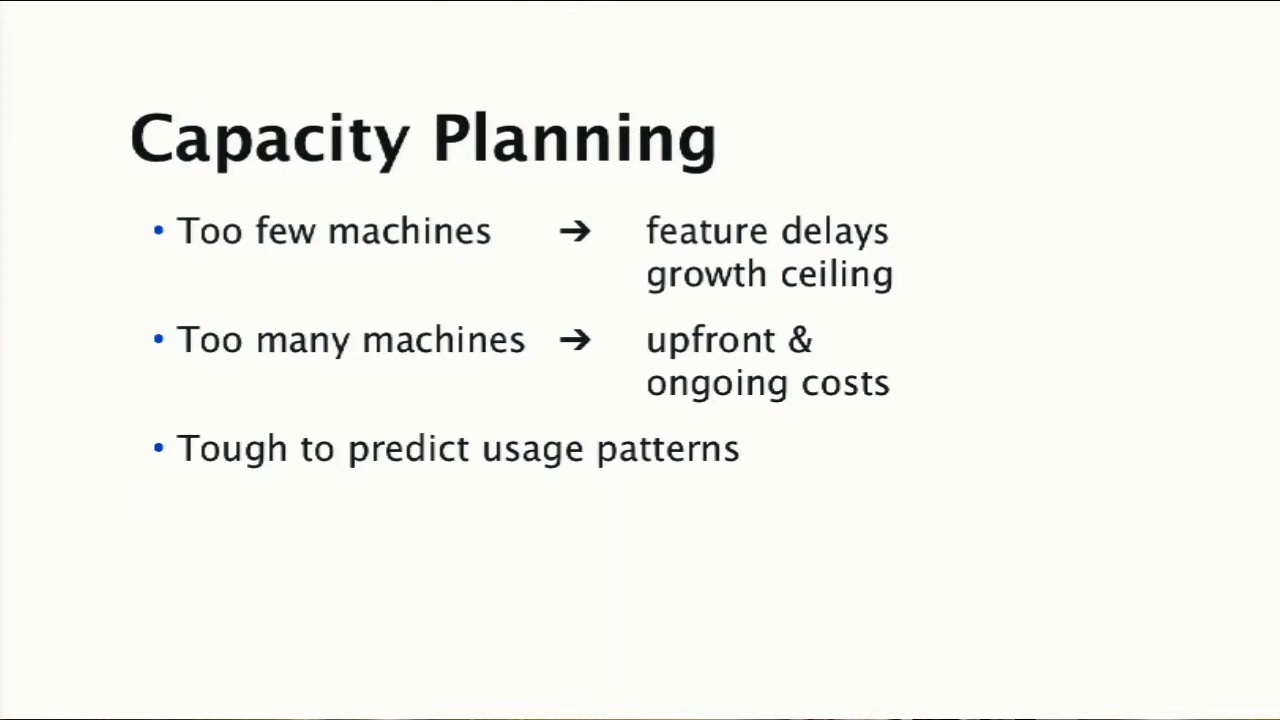 Capacity Planning
• Too few machines ➔ feature delays
growth ceiling
• Too many machines ➔ upfront &
ongoing costs
• Tough to predict usage patterns